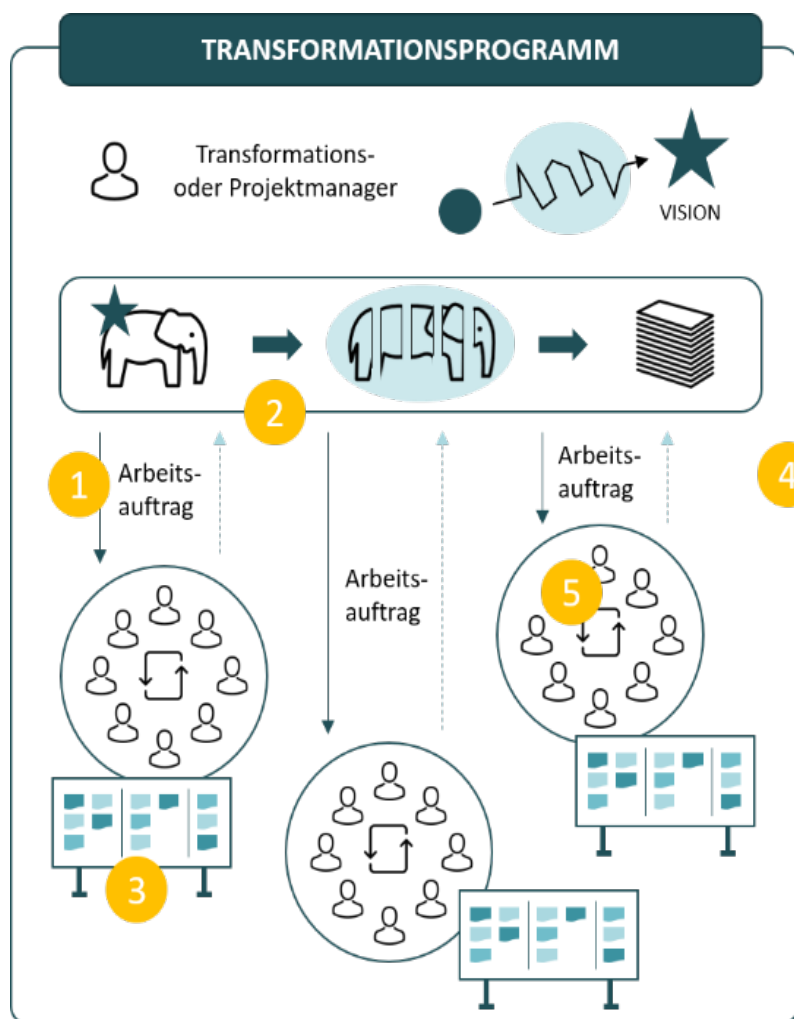 TRANSFORMATIONSPROGRAMM
Transformations-
oder Projektmanager
VISION
2
1
Arbeits-
auftrag
Arbeits-
auftrag
4
Arbeits-
auftrag
5
3